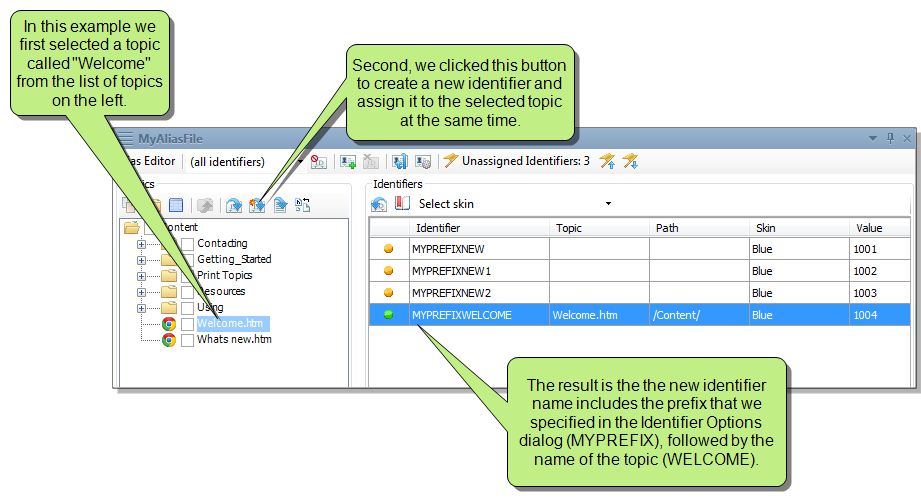 In this example we
first selected a topic
called "Welcome"
from the list of topics
on the left.
Second, we clicked this button
to create a new identifier and
assign it to the selected topic
at the same time.
MyAliasFile
as Editor
(all identifiers)
Unassigned Identifiers: 3
ics
Identifiers
Select skin
Identifier Topic Path Skin Value
MYPREFIXNEW Blue 1001
MYPREFIXNEW1 Blue 1002
MYPREFIXNEW2 Blue 1003
MYPREFIXWELCOME Welcome.htm /Content/ Blue 1004
ontent
Contacting
Getting_Started
Print Topics
esources
Using
Welcome.htm
Whats new.htm
The result is the the new identifier
name includes the prefix that we
specified in the Identifier Options
dialog (MYPREFIX), followed by the
name of the topic (WELCOME).